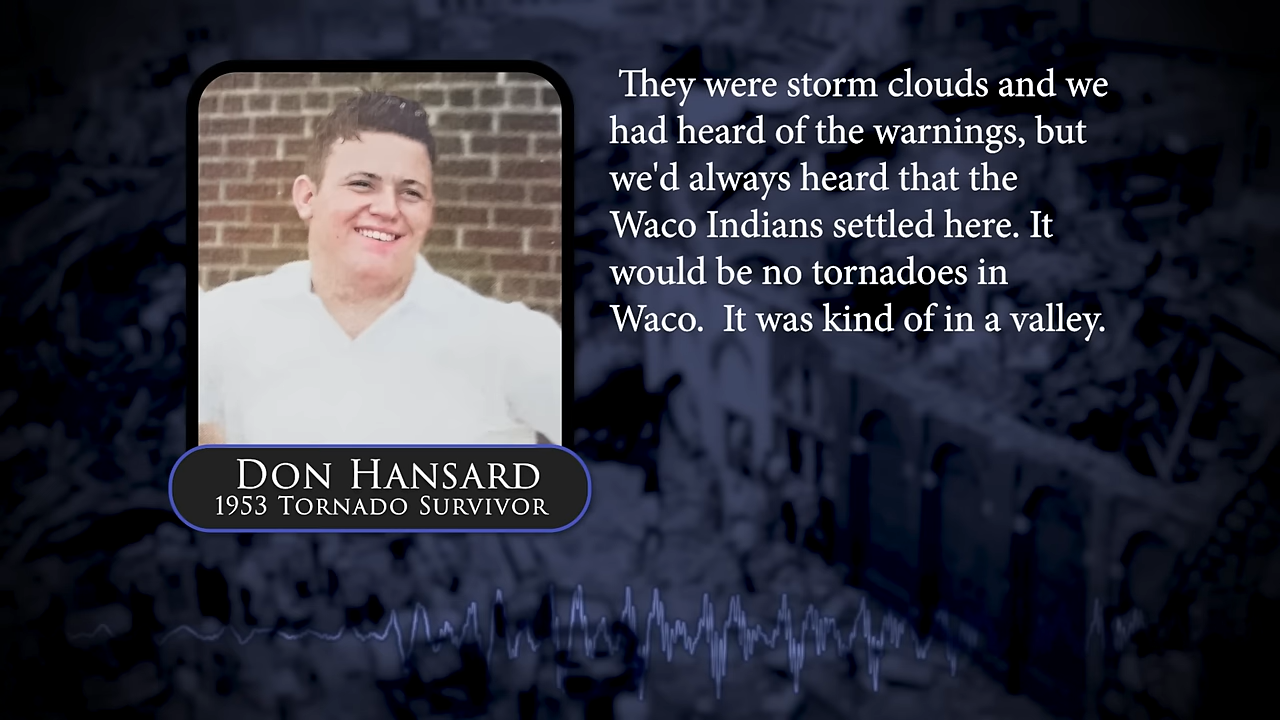 They were storm clouds and we
had heard of the warnings, but
we'd always heard that the
Waco Indians settled here. It
would be no tornadoes in
Waco.  It was kind of in a valley.
Don Hansard
1953 Tornado Survivor